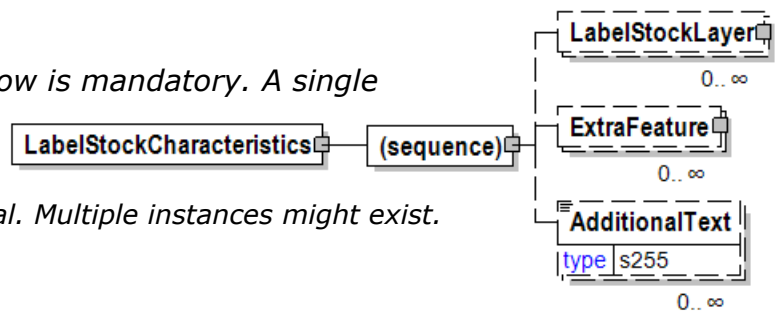 LabelStockLayer
0.. ∞
ow is mandatory. A single
ExtraFeature
LabelStockCharacteristics
(sequence)
0.. ∞
al. Multiple instances might exist.
AdditionalText
type s255
0.. ∞